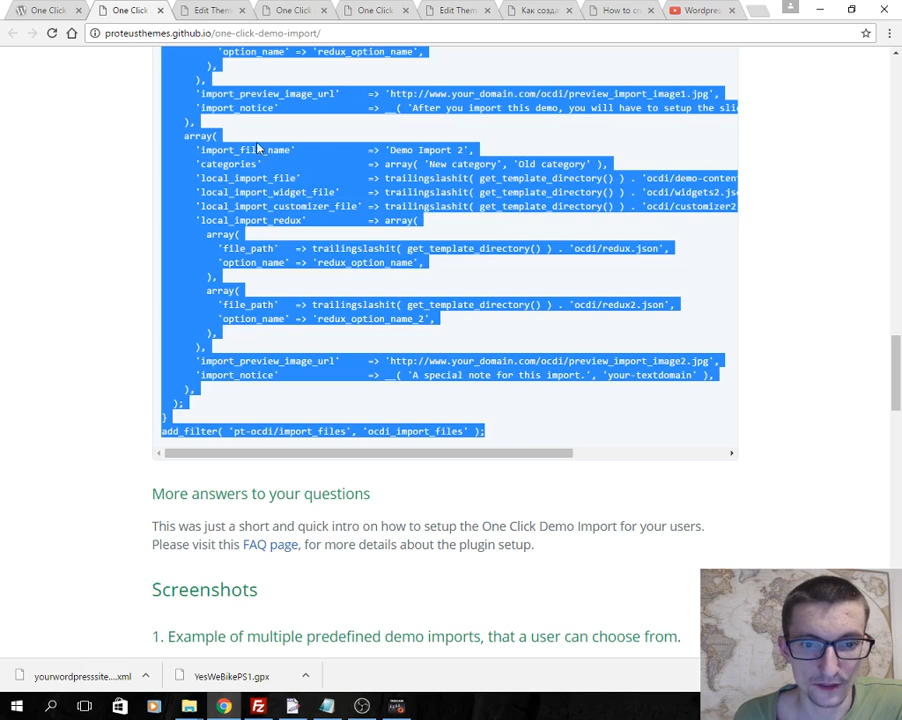 One Click
One Click
Edit Them
One Click
One Click
Edit Them
Как созда
How to cr
Wordpres
proteusthemes.github.io/one-click-demo-import/
'option_name' => 'redux_option_name',
),
),
'import_preview_image_url' => 'http://www.your_domain.com/ocdi/preview_import_image1.jpg',
'import_notice' => __( 'After you import this demo, you will have to setup the sli
),
array(
'import_file_name' => 'Demo Import 2',
'categories' => array( 'New category', 'Old category' ),
'local_import_file' => trailingslashit( get_template_directory() ) . 'ocdi/demo-conten
'local_import_widget_file' => trailingslashit( get_template_directory() ) . 'ocdi/widgets2.js
'local_import_customizer_file' => trailingslashit( get_template_directory() ) . 'ocdi/customizer2
'local_import_redux' => array(
array(
'file_path' => trailingslashit( get_template_directory() ) . 'ocdi/redux.json',
'option_name' => 'redux_option_name',
),
array(
'file_path' => trailingslashit( get_template_directory() ) . 'ocdi/redux2.json',
'option_name' => 'redux_option_name_2',
),
),
'import_preview_image_url' => 'http://www.your_domain.com/ocdi/preview_import_image2.jpg',
'import_notice' => __( 'A special note for this import.', 'your-textdomain' ),
),
);
}
add_filter( 'pt-ocdi/import_files', 'ocdi_import_files' );
More answers to your questions
This was just a short and quick intro on how to setup the One Click Demo Import for your users.
Please visit this FAQ page, for more details about the plugin setup.
Screenshots
1. Example of multiple predefined demo imports, that a user can choose from.
yourwordpresssite....xml
YesWeBikePS1.gpx